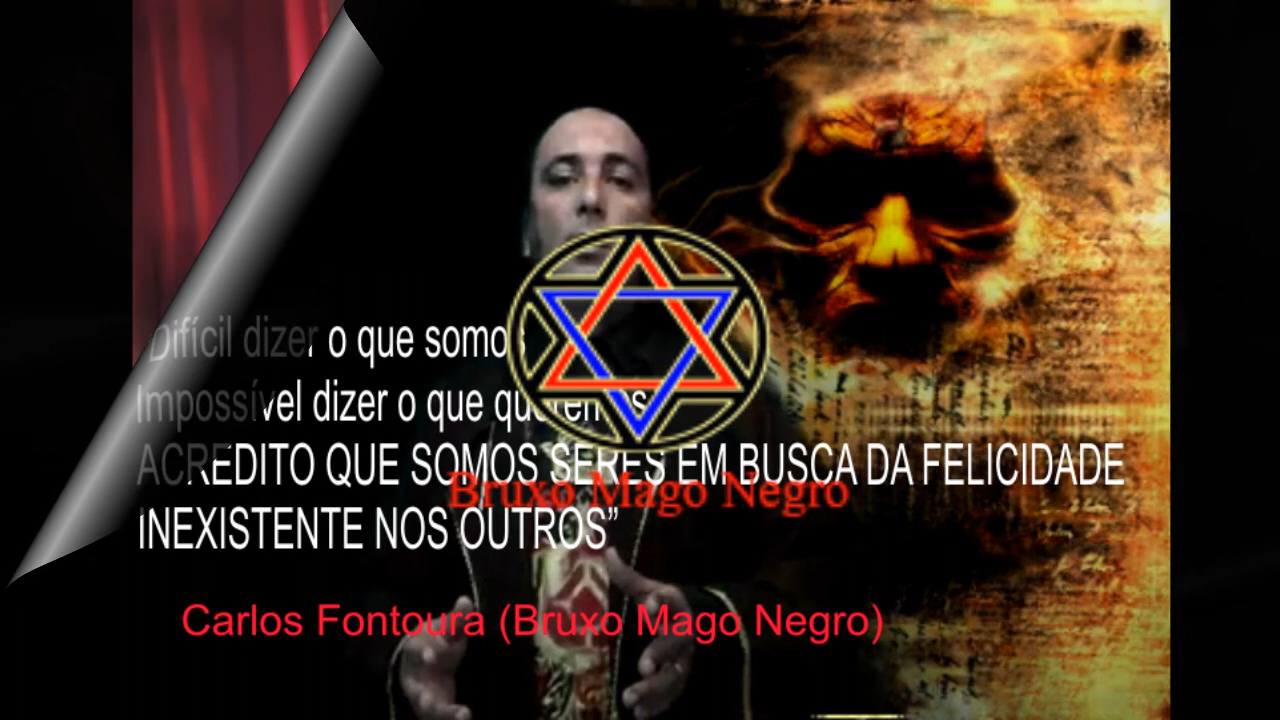 "Difícil dizer o que somos
Impossível dizer o que queremos
ACREDITO QUE SOMOS SERES EM BUSCA DA FELICIDADE
INEXISTENTE NOS OUTROS”
Bruxo Mago Negro
Carlos Fontoura (Bruxo Mago Negro)